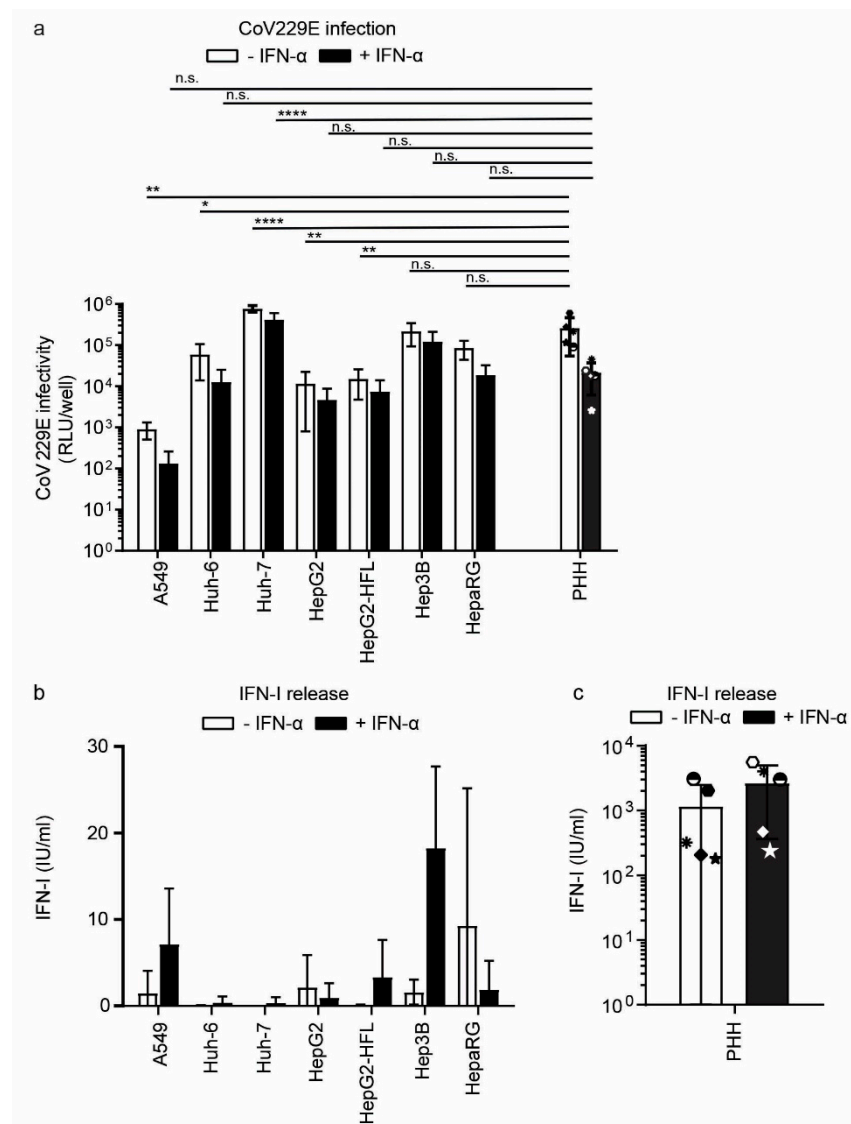 a
CoV229E infection
- IFN-α + IFN-α
n.s.
n.s.
****
n.s.
n.s.
n.s.
n.s.
**
*
****
**
**
n.s.
n.s.
CoV 229E infectivity
(RLU/well)
10⁶
10⁵
10⁴
10³
10²
10¹
10⁰
A549
Huh-6
Huh-7
HepG2
HepG2-HFL
Hep3B
HepaRG
PHH
b
IFN-I release
- IFN-α + IFN-α
IFN-I (IU/ml)
30
20
10
0
A549
Huh-6
Huh-7
HepG2
HepG2-HFL
Hep3B
HepaRG
c
IFN-I release
- IFN-α + IFN-α
IFN-I (IU/ml)
10⁴
10³
10²
10¹
10⁰
PHH